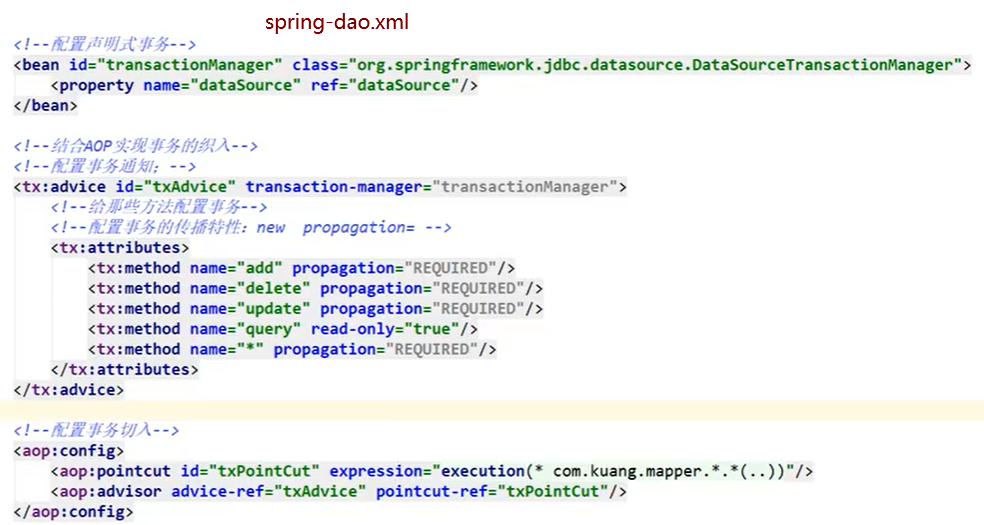 spring-dao.xml
<!--配置声明式事务-->
<bean id="transactionManager" class="org.springframework.jdbc.datasource.DataSourceTransactionManager">
    <property name="dataSource" ref="dataSource"/>
</bean>
<!--结合AOP实现事务的织入-->
<!--配置事务通知；-->
<tx:advice id="txAdvice" transaction-manager="transactionManager">
    <!--给那些方法配置事务-->
    <!--配置事务的传播特性：new  propagation= -->
    <tx:attributes>
        <tx:method name="add" propagation="REQUIRED"/>
        <tx:method name="delete" propagation="REQUIRED"/>
        <tx:method name="update" propagation="REQUIRED"/>
        <tx:method name="query" read-only="true"/>
        <tx:method name="*" propagation="REQUIRED"/>
    </tx:attributes>
</tx:advice>
<!--配置事务切入-->
<aop:config>
    <aop:pointcut id="txPointCut" expression="execution(* com.kuang.mapper.*.*(..))"/>
    <aop:advisor advice-ref="txAdvice" pointcut-ref="txPointCut"/>
</aop:config>